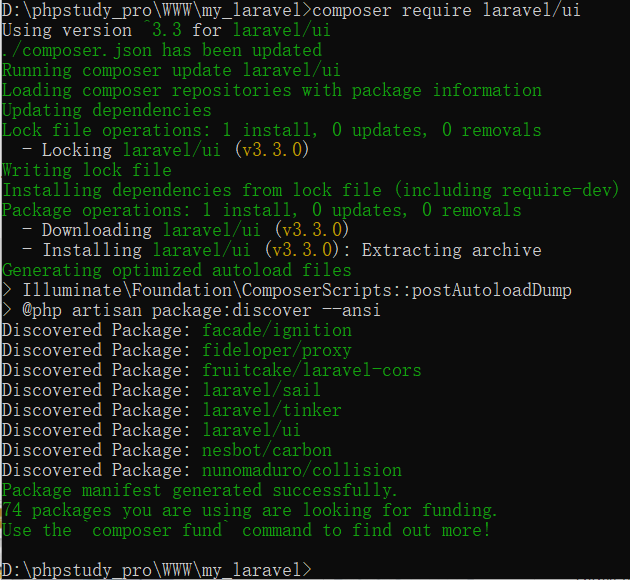 D:\phpstudy_pro\WWW\my_laravel>composer require laravel/ui
Using version ^3.3 for laravel/ui
./composer.json has been updated
Running composer update laravel/ui
Loading composer repositories with package information
Updating dependencies
Lock file operations: 1 install, 0 updates, 0 removals
  - Locking laravel/ui (v3.3.0)
Writing lock file
Installing dependencies from lock file (including require-dev)
Package operations: 1 install, 0 updates, 0 removals
  - Downloading laravel/ui (v3.3.0)
  - Installing laravel/ui (v3.3.0): Extracting archive
Generating optimized autoload files
> Illuminate\Foundation\ComposerScripts::postAutoloadDump
> @php artisan package:discover --ansi
Discovered Package: facade/ignition
Discovered Package: fideloper/proxy
Discovered Package: fruitcake/laravel-cors
Discovered Package: laravel/sail
Discovered Package: laravel/tinker
Discovered Package: laravel/ui
Discovered Package: nesbot/carbon
Discovered Package: nunomaduro/collision
Package manifest generated successfully.
74 packages you are using are looking for funding.
Use the `composer fund` command to find out more!
D:\phpstudy_pro\WWW\my_laravel>